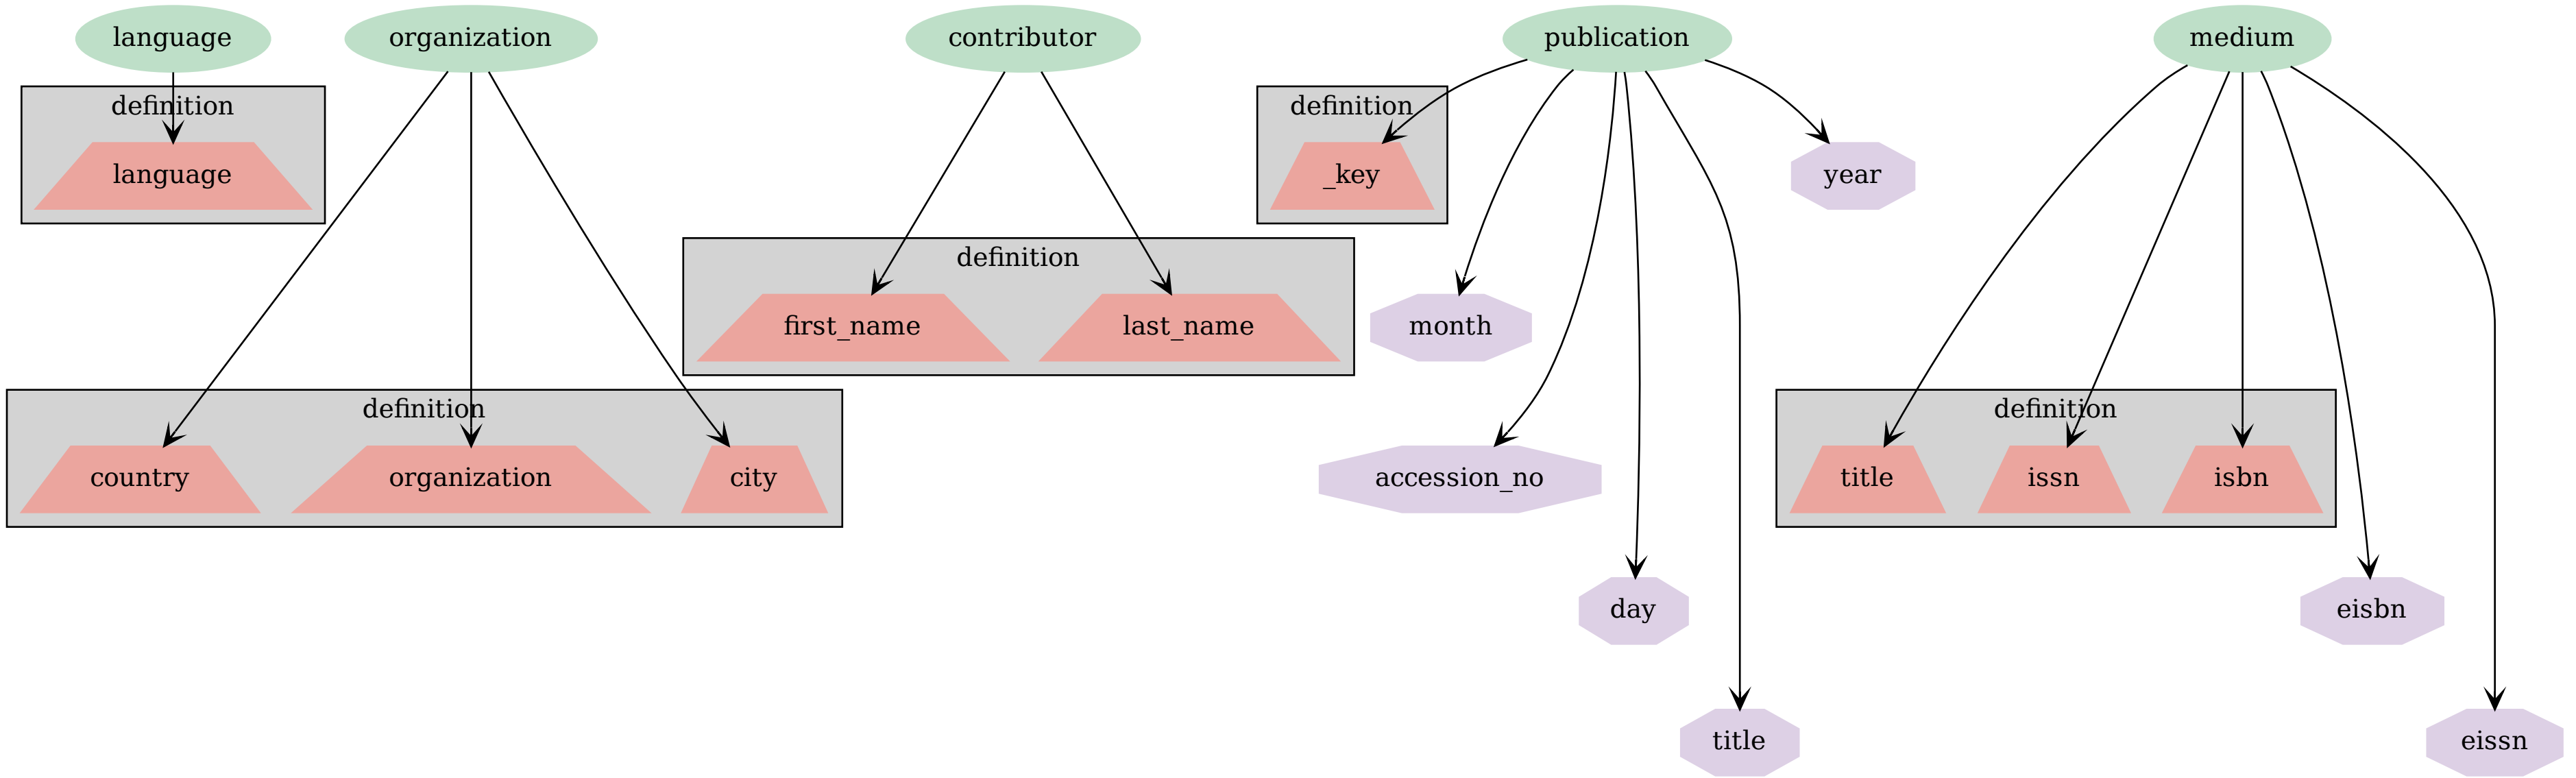 language
organization
contributor
publication
medium
definition
definition
language
_key
year
definition
first_name
last_name
month
definition
definition
country
organization
city
accession_no
title
issn
isbn
day
eisbn
title
eissn